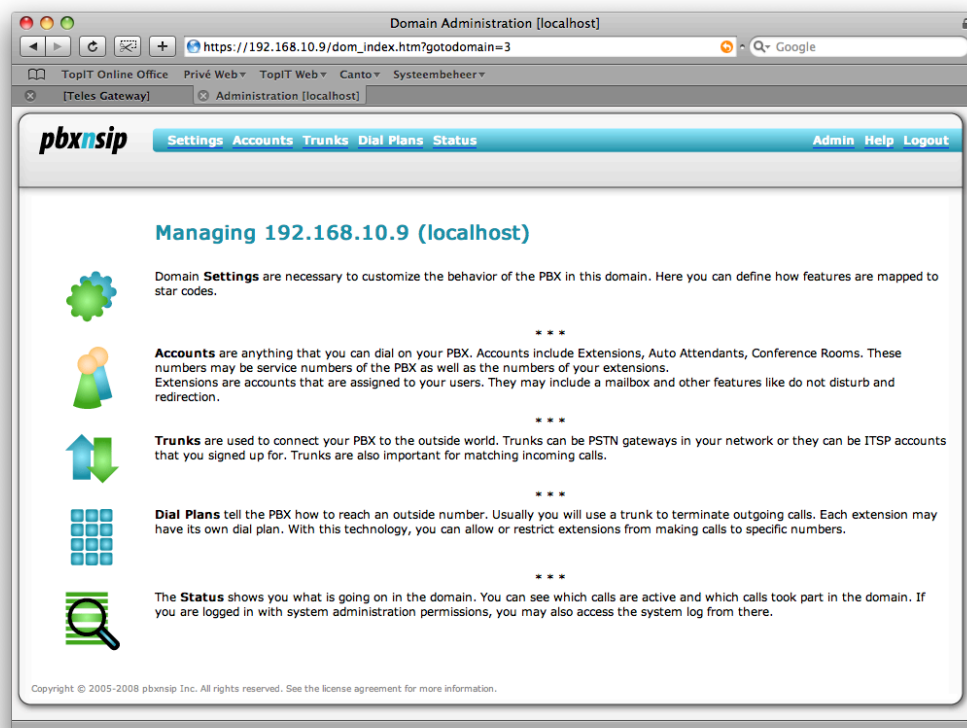 Domain Administration [localhost]
https://192.168.10.9/dom_index.htm?gotodomain=3
Google
TopIT Online Office Privé Web TopIT Web Canto Systeembeheer
[Teles Gateway] Administration [localhost]
pbxnsip Settings Accounts Trunks Dial Plans Status Admin Help Logout
Managing 192.168.10.9 (localhost)
Domain Settings are necessary to customize the behavior of the PBX in this domain. Here you can define how features are mapped to
star codes.
* * *
Accounts are anything that you can dial on your PBX. Accounts include Extensions, Auto Attendants, Conference Rooms. These
numbers may be service numbers of the PBX as well as the numbers of your extensions.
Extensions are accounts that are assigned to your users. They may include a mailbox and other features like do not disturb and
redirection.
* * *
Trunks are used to connect your PBX to the outside world. Trunks can be PSTN gateways in your network or they can be ITSP accounts
that you signed up for. Trunks are also important for matching incoming calls.
* * *
Dial Plans tell the PBX how to reach an outside number. Usually you will use a trunk to terminate outgoing calls. Each extension may
have its own dial plan. With this technology, you can allow or restrict extensions from making calls to specific numbers.
* * *
The Status shows you what is going on in the domain. You can see which calls are active and which calls took part in the domain. If
you are logged in with system administration permissions, you may also access the system log from there.
Copyright © 2005-2008 pbxnsip Inc. All rights reserved. See the license agreement for more information.